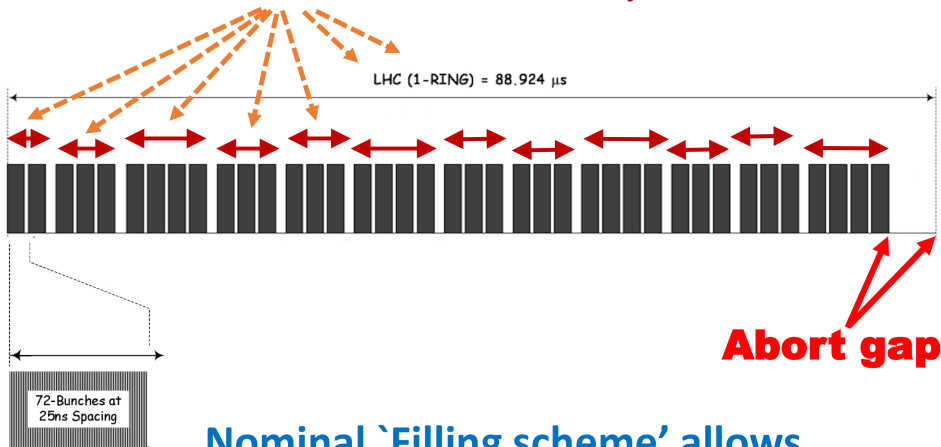 LHC (1-RING) = 88.924 µs
Abort gap
72-Bunches at
25ns Spacing
Nominal `Filling scheme' allows